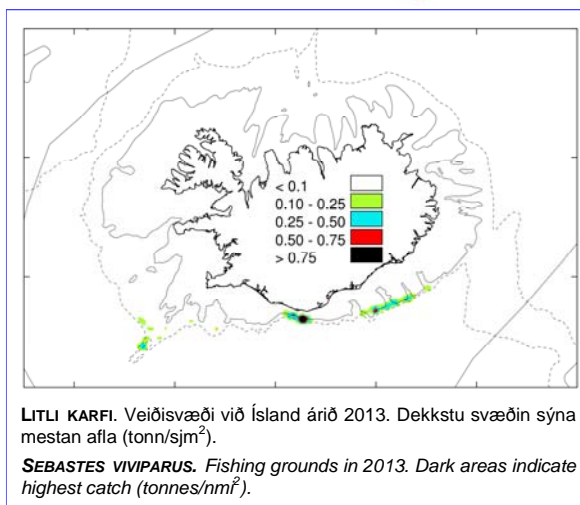 < 0.1
0.10 - 0.25
0.25 - 0.50
0.50 - 0.75
> 0.75
LITLI KARFI. Veiðisvæði við Ísland árið 2013. Dekkstu svæðin sýna
mestan afla (tonn/sjm²).
SEBASTES VIVIPARUS. Fishing grounds in 2013. Dark areas indicate
highest catch (tonnes/nmi²).